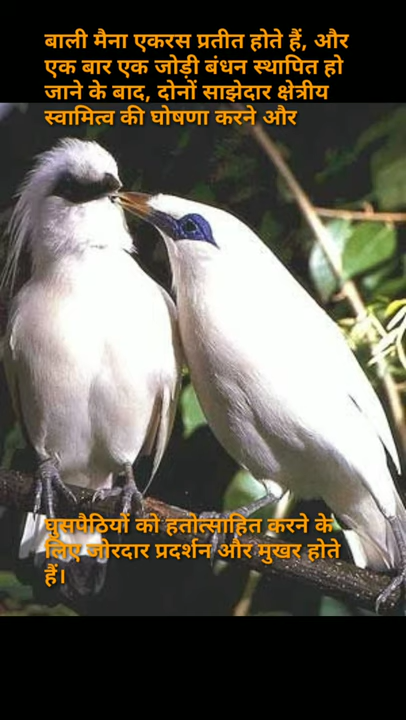 बाली मैना एकरस प्रतीत होते हैं, और
एक बार एक जोड़ी बंधन स्थापित हो
जाने के बाद, दोनों साझेदार क्षेत्रीय
स्वामित्व की घोषणा करने और
घुसपैठियों को हतोत्साहित करने के
लिए जोरदार प्रदर्शन और मुखर होते
हैं।